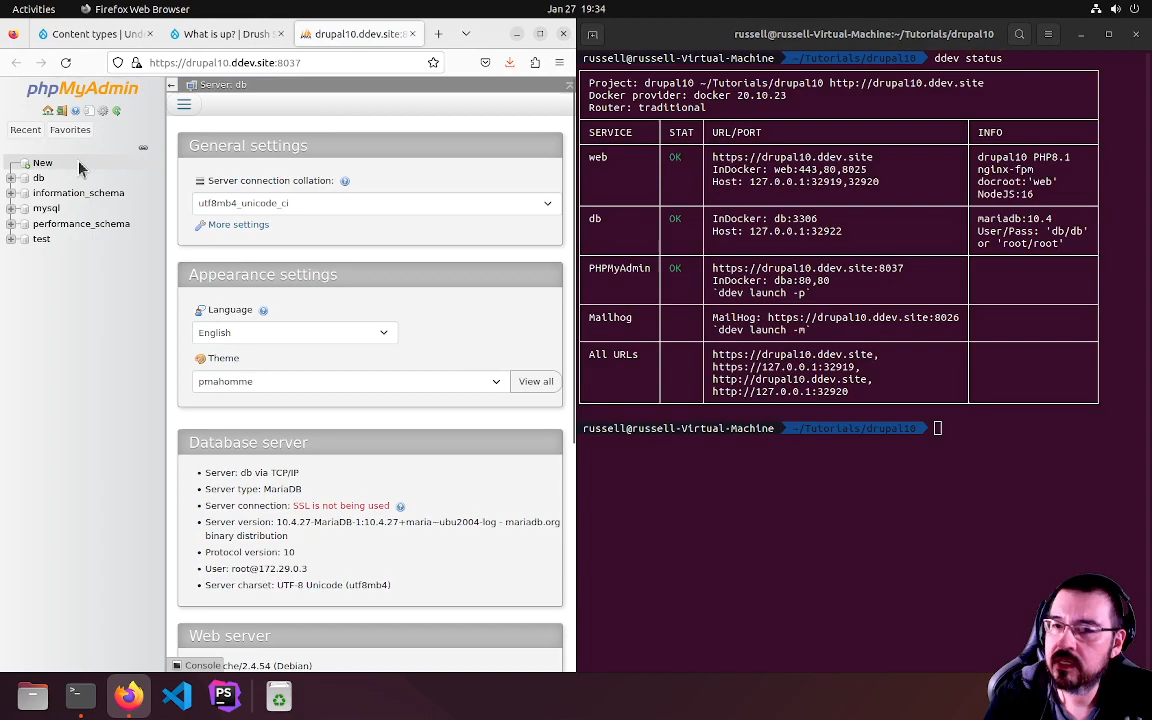 Activities
Firefox Web Browser
Jan 27 19:34
Content types | Un
What is up? | Drush
drupal10.ddev.site:8
https://drupal10.ddev.site:8037
phpMyAdmin
Recent
Favorites
New
db
information_schema
mysql
performance_schema
test
Server: db
General settings
Server connection collation:
utf8mb4_unicode_ci
More settings
Appearance settings
Language
English
Theme
pmahomme
View all
Database server
Server: db via TCP/IP
Server type: MariaDB
Server connection: SSL is not being used
Server version: 10.4.27-MariaDB-1:10.4.27+maria~ubu2004-log - mariadb.org
binary distribution
Protocol version: 10
User: root@172.29.0.3
Server charset: UTF-8 Unicode (utf8mb4)
Web server
Console
che/2.4.54 (Debian)
russell@russell-Virtual-Machine:~/Tutorials/drupal10
russell@russell-Virtual-Machine ~/Tutorials/drupal10 ddev status
Project: drupal10 ~/Tutorials/drupal10 http://drupal10.ddev.site
Docker provider: docker 20.10.23
Router: traditional
SERVICE STAT URL/PORT INFO
web OK https://drupal10.ddev.site drupal10 PHP8.1
InDocker: web:443,80,8025 nginx-fpm
Host: 127.0.0.1:32919,32920 docroot:'web'
NodeJS:16
db OK InDocker: db:3306 mariadb:10.4
Host: 127.0.0.1:32922 User/Pass: 'db/db'
or 'root/root'
PHPMyAdmin OK https://drupal10.ddev.site:8037
InDocker: dba:80,80
`ddev launch -p`
Mailhog MailHog: https://drupal10.ddev.site:8026
`ddev launch -m`
All URLs https://drupal10.ddev.site,
https://127.0.0.1:32919,
http://drupal10.ddev.site,
http://127.0.0.1:32920
russell@russell-Virtual-Machine ~/Tutorials/drupal10
PS